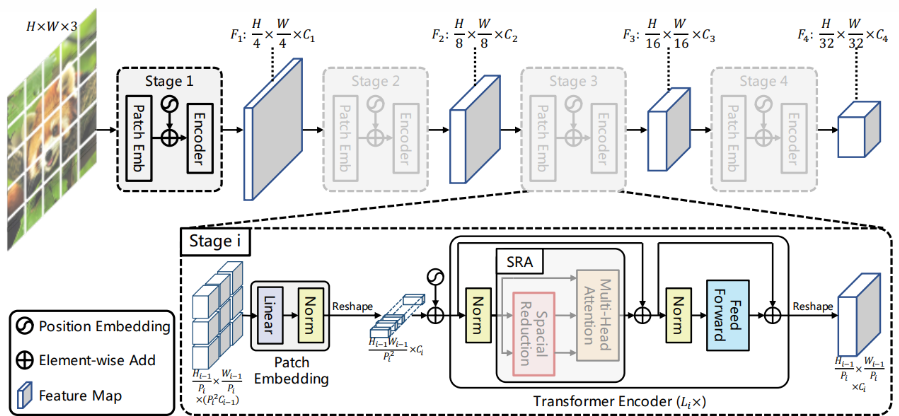 H×W×3
F₁: H/4 × W/4 × C₁
F₂: H/8 × W/8 × C₂
F₃: H/16 × W/16 × C₃
F₄: H/32 × W/32 × C₄
Stage 1
Patch Emb
Encoder
Stage 2
Patch Emb
Encoder
Stage 3
Patch Emb
Encoder
Stage 4
Patch Emb
Encoder
Stage i
Linear
Norm
Patch
Embedding
Reshape
Norm
SRA
Spacial
Reduction
Multi-Head
Attention
Norm
Feed
Forward
Reshape
Hᵢ₋₁/Pᵢ × Wᵢ₋₁/Pᵢ
×(Pᵢ²Cᵢ₋₁)
Hᵢ₋₁Wᵢ₋₁/Pᵢ² ×Cᵢ
Hᵢ₋₁/Pᵢ × Wᵢ₋₁/Pᵢ
×Cᵢ
Transformer Encoder (Lᵢ×)
Position Embedding
Element-wise Add
Feature Map